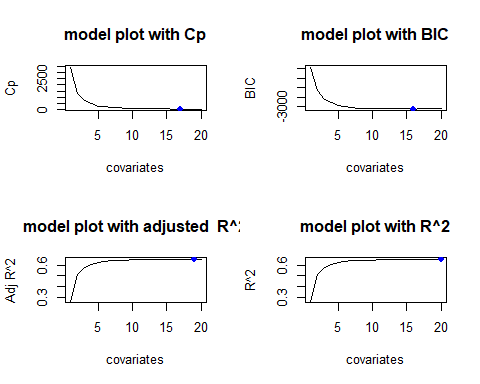 model plot with Cp
Cp
2500
0
5
10
15
20
covariates
model plot with BIC
BIC
-3000
5
10
15
20
covariates
model plot with adjusted R^2
Adj R^2
0.6
0.3
5
10
15
20
covariates
model plot with R^2
R^2
0.6
0.3
5
10
15
20
covariates